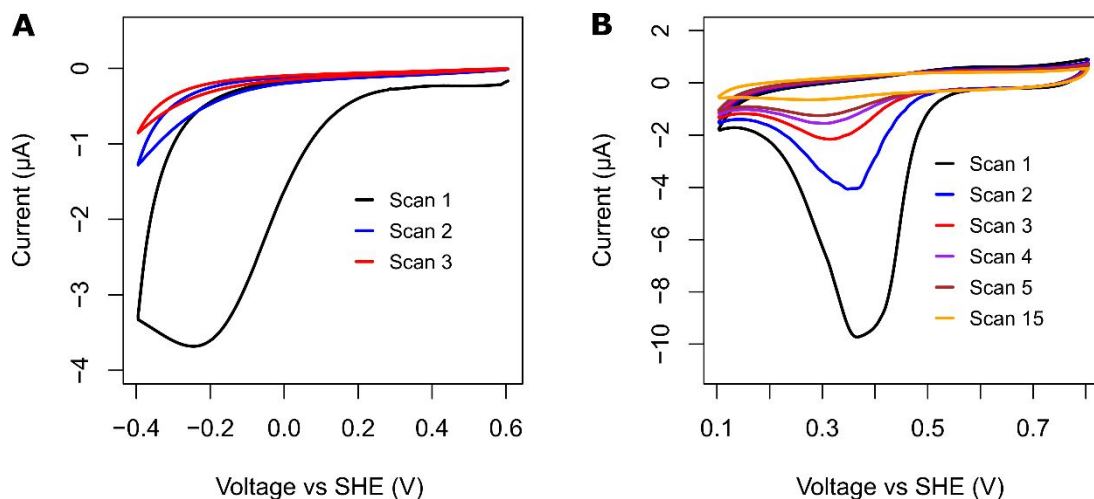 A
0
−1
−2
−3
−4
Current (µA)
−0.4
−0.2
0.0
0.2
0.4
0.6
Voltage vs SHE (V)
Scan 1
Scan 2
Scan 3
B
2
0
−2
−4
−6
−8
−10
Current (µA)
0.1
0.3
0.5
0.7
Voltage vs SHE (V)
Scan 1
Scan 2
Scan 3
Scan 4
Scan 5
Scan 15